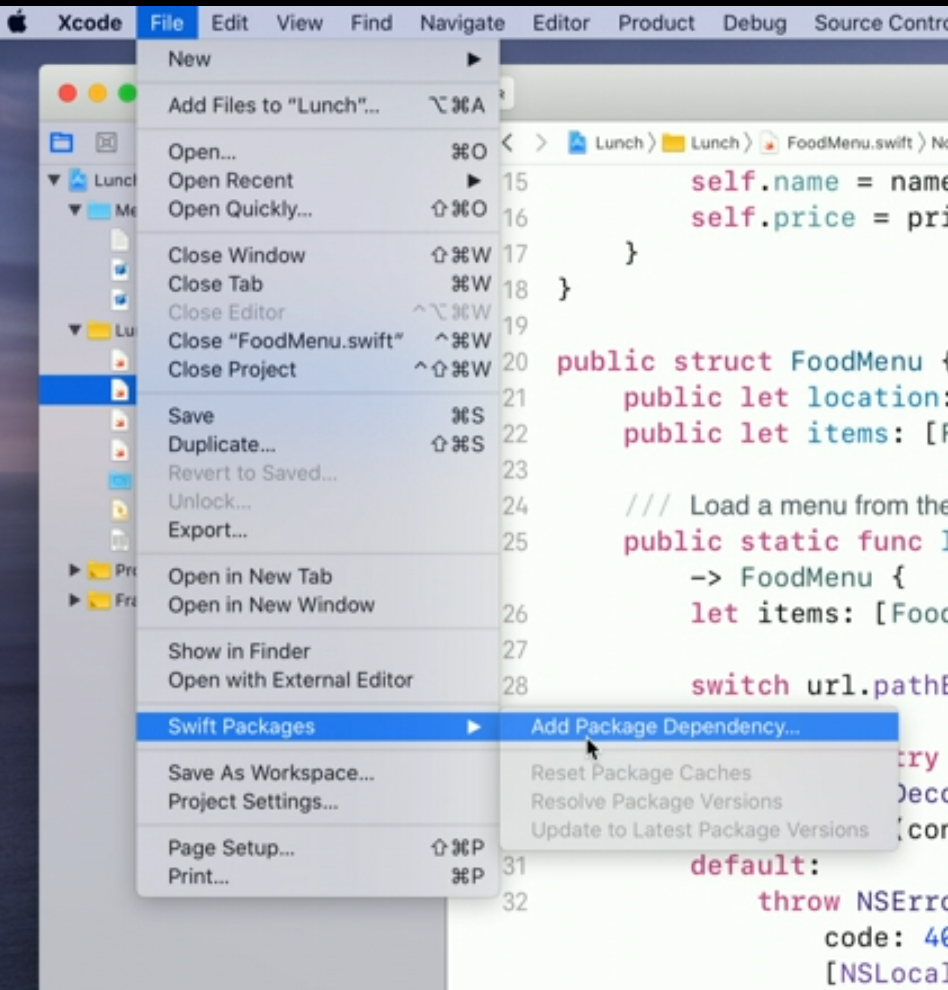 Xcode File Edit View Find Navigate Editor Product Debug Source Contro
New ▶
Add Files to “Lunch”... ⌥⌘A
Open... ⌘O
Open Recent ▶
Open Quickly... ⇧⌘O
Close Window ⇧⌘W
Close Tab ⌘W
Close Editor ^⌥⌘W
Close “FoodMenu.swift” ^⌘W
Close Project ^⇧⌘W
Save ⌘S
Duplicate... ⇧⌘S
Revert to Saved...
Unlock...
Export...
Open in New Tab
Open in New Window
Show in Finder
Open with External Editor
Swift Packages ▶
Save As Workspace...
Project Settings...
Page Setup... ⇧⌘P
Print... ⌘P
Add Package Dependency...
Reset Package Caches
Resolve Package Versions
Update to Latest Package Versions
Lunch
Me
Lu
Pro
Fra
Lunch 〉 Lunch 〉 FoodMenu.swift 〉 No
15 self.name = name
16 self.price = pri
17 }
18 }
19
20 public struct FoodMenu {
21 public let location:
22 public let items: [F
23
24 /// Load a menu from the
25 public static func l
-> FoodMenu {
26 let items: [Food
27
28 switch url.pathE
try
Deco
(con
31 default:
32 throw NSErro
code: 40
[NSLocal